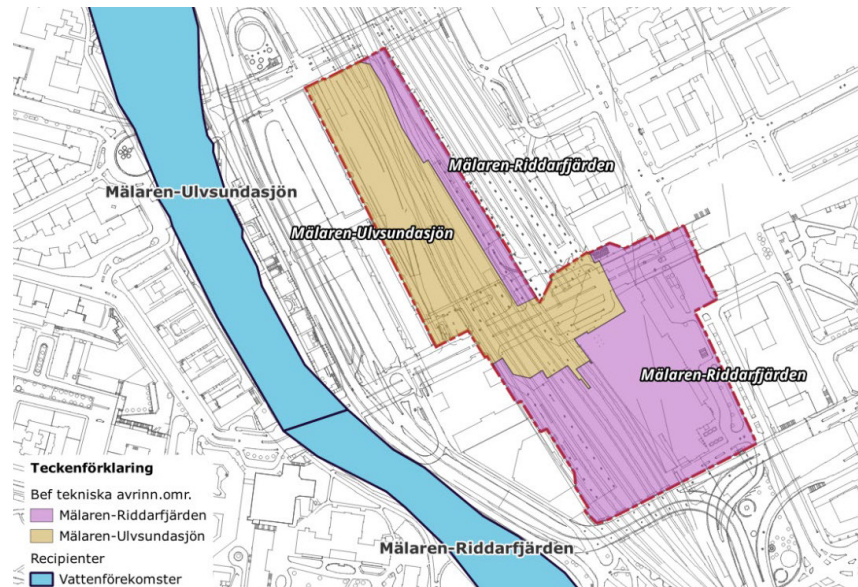 Mälaren-Riddarfjärden
Mälaren-Ulvsundasjön
Mälaren-Ulvsundasjön
Mälaren-Riddarfjärden
Mälaren-Riddarfjärden
Teckenförklaring
Bef tekniska avrinn.omr.
Mälaren-Riddarfjärden
Mälaren-Ulvsundasjön
Recipienter
Vattenförekomster